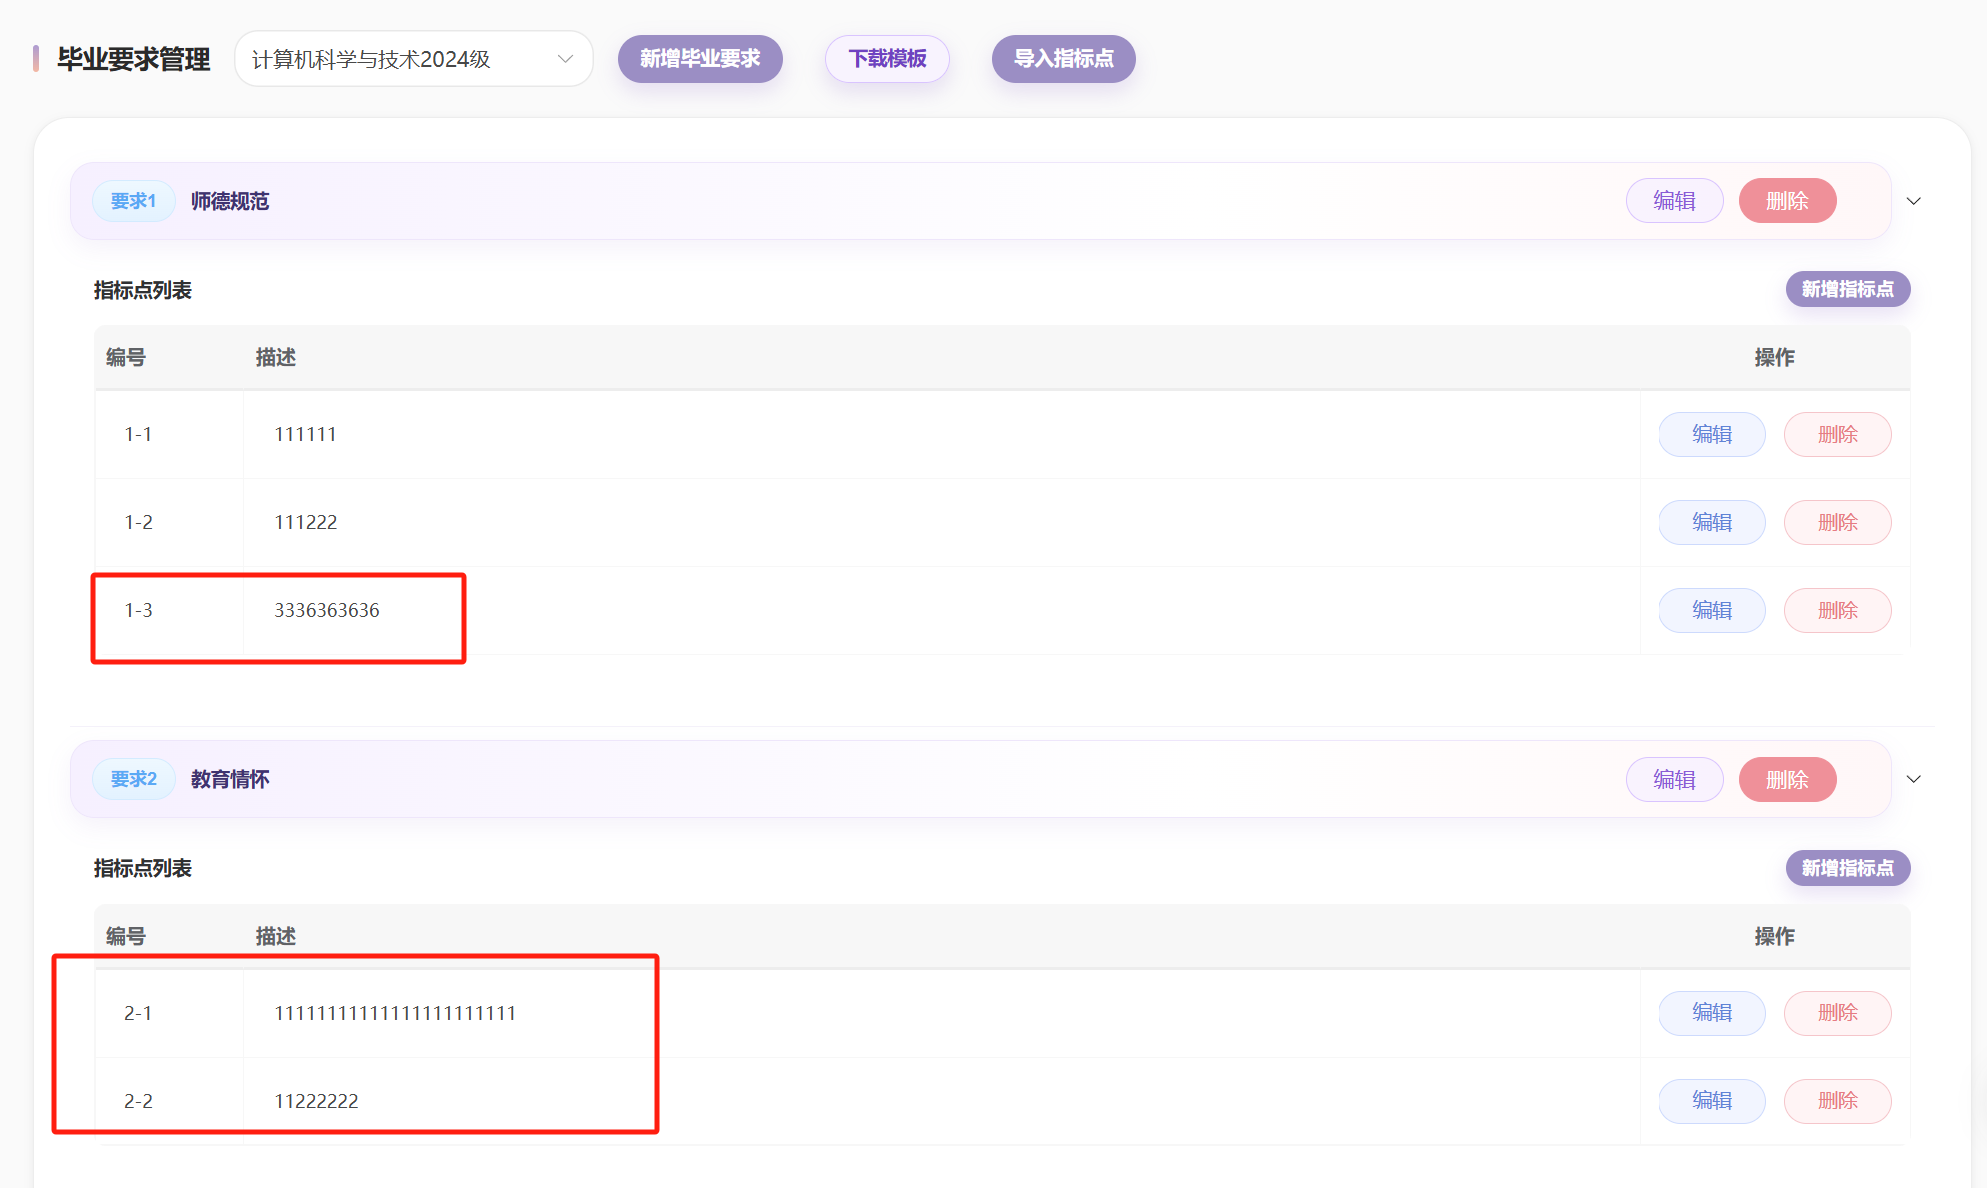 毕业要求管理 计算机科学与技术2024级 新增毕业要求 下载模板 导入指标点
要求1 师德规范 编辑 删除
指标点列表 新增指标点
编号 描述 操作
1-1 111111 编辑 删除
1-2 111222 编辑 删除
1-3 3336363636 编辑 删除
要求2 教育情怀 编辑 删除
指标点列表 新增指标点
编号 描述 操作
2-1 11111111111111111111111 编辑 删除
2-2 11222222 编辑 删除